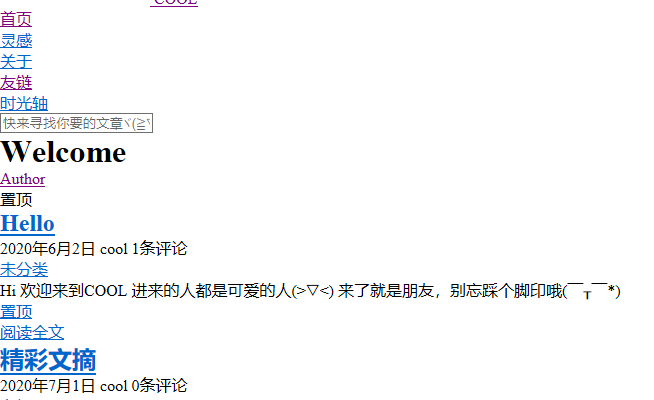 COOL
首页
灵感
关于
友链
时光轴
快来寻找你要的文章ヾ(≧
Welcome
Author
置顶
Hello
2020年6月2日 cool 1条评论
未分类
Hi 欢迎来到COOL 进来的人都是可爱的人(>▽<) 来了就是朋友，别忘踩个脚印哦(￣┰￣*)
置顶
阅读全文
精彩文摘
2020年7月1日 cool 0条评论